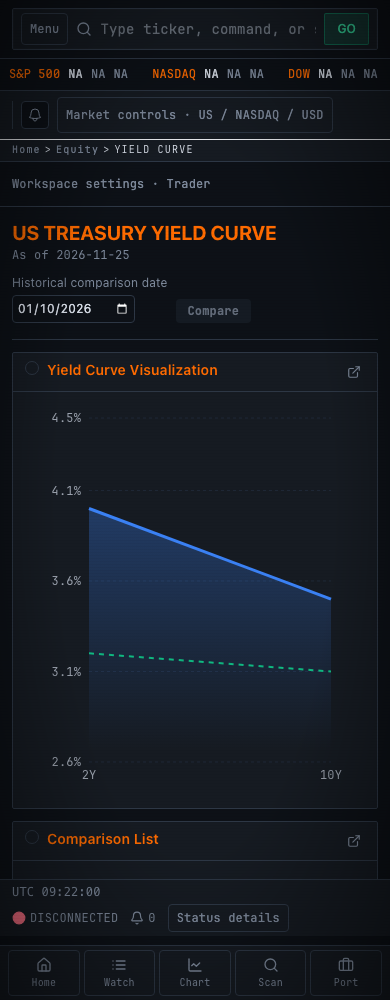 Menu Type ticker, command, or : GO
S&P 500 NA NA NA NASDAQ NA NA NA DOW NA NA NA
Market controls · US / NASDAQ / USD
Home > Equity > YIELD CURVE
Workspace settings · Trader
US TREASURY YIELD CURVE
As of 2026-11-25
Historical comparison date
01/10/2026 Compare
Yield Curve Visualization
4.5%
4.1%
3.6%
3.1%
2.6%
2Y 10Y
Comparison List
UTC 09:22:00
DISCONNECTED 0 Status details
Home Watch Chart Scan Port